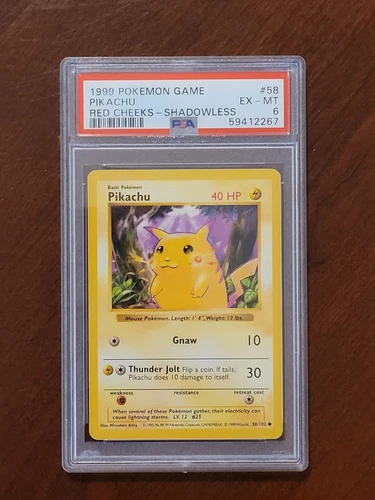 1999 POKEMON GAME #58
PIKACHU EX-MT
RED CHEEKS-SHADOWLESS 6
PSA 59412267
Basic Pokémon
Pikachu 40 HP
Mouse Pokémon. Length: 1' 4", Weight: 13 lbs.
Gnaw 10
Thunder Jolt Flip a coin. If tails,
Pikachu does 10 damage to itself. 30
weakness resistance retreat cost
When several of these Pokémon gather, their electricity can
cause lightning storms. LV. 12 #25
Illus. Mitsuhiro Arita 58/102